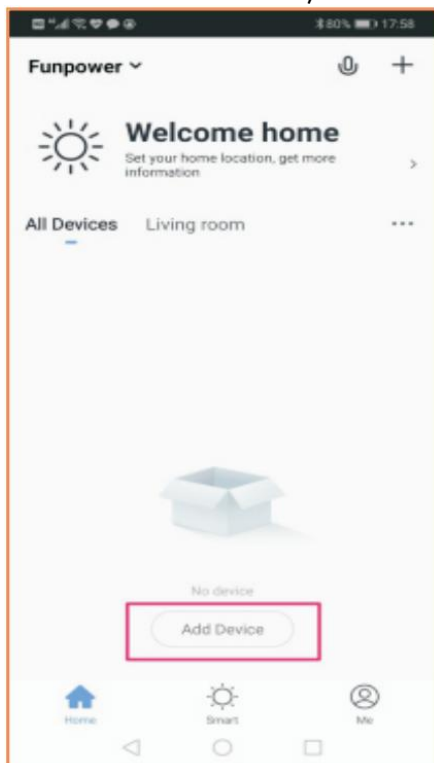 80% 17:58
Funpower
Welcome home
Set your home location, get more
information
All Devices Living room
No device
Add Device
Home Smart Me